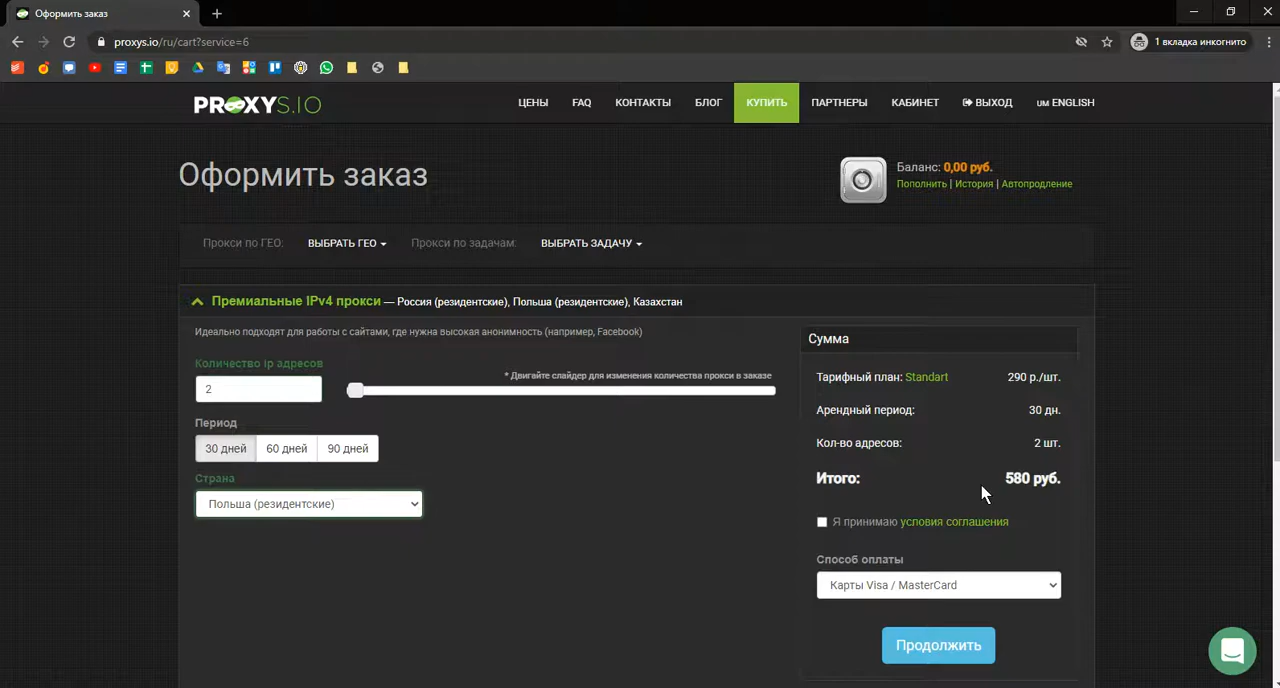 Оформить заказ
proxys.io/ru/cart?service=6
1 вкладка инкогнито
PROXYS.IO
ЦЕНЫ
FAQ
КОНТАКТЫ
БЛОГ
КУПИТЬ
ПАРТНЕРЫ
КАБИНЕТ
ВЫХОД
UM ENGLISH
Оформить заказ
Баланс: 0,00 руб.
Пополнить | История | Автопродление
Прокси по ГЕО:
ВЫБРАТЬ ГЕО
Прокси по задачам:
ВЫБРАТЬ ЗАДАЧУ
Премиальные IPv4 прокси — Россия (резидентские), Польша (резидентские), Казахстан
Идеально подходят для работы с сайтами, где нужна высокая анонимность (например, Facebook)
Количество ip адресов
* Двигайте слайдер для изменения количества прокси в заказе
2
Период
30 дней
60 дней
90 дней
Страна
Польша (резидентские)
Сумма
Тарифный план: Standart
290 р./шт.
Арендный период:
30 дн.
Кол-во адресов:
2 шт.
Итого:
580 руб.
Я принимаю условия соглашения
Способ оплаты
Карты Visa / MasterCard
Продолжить